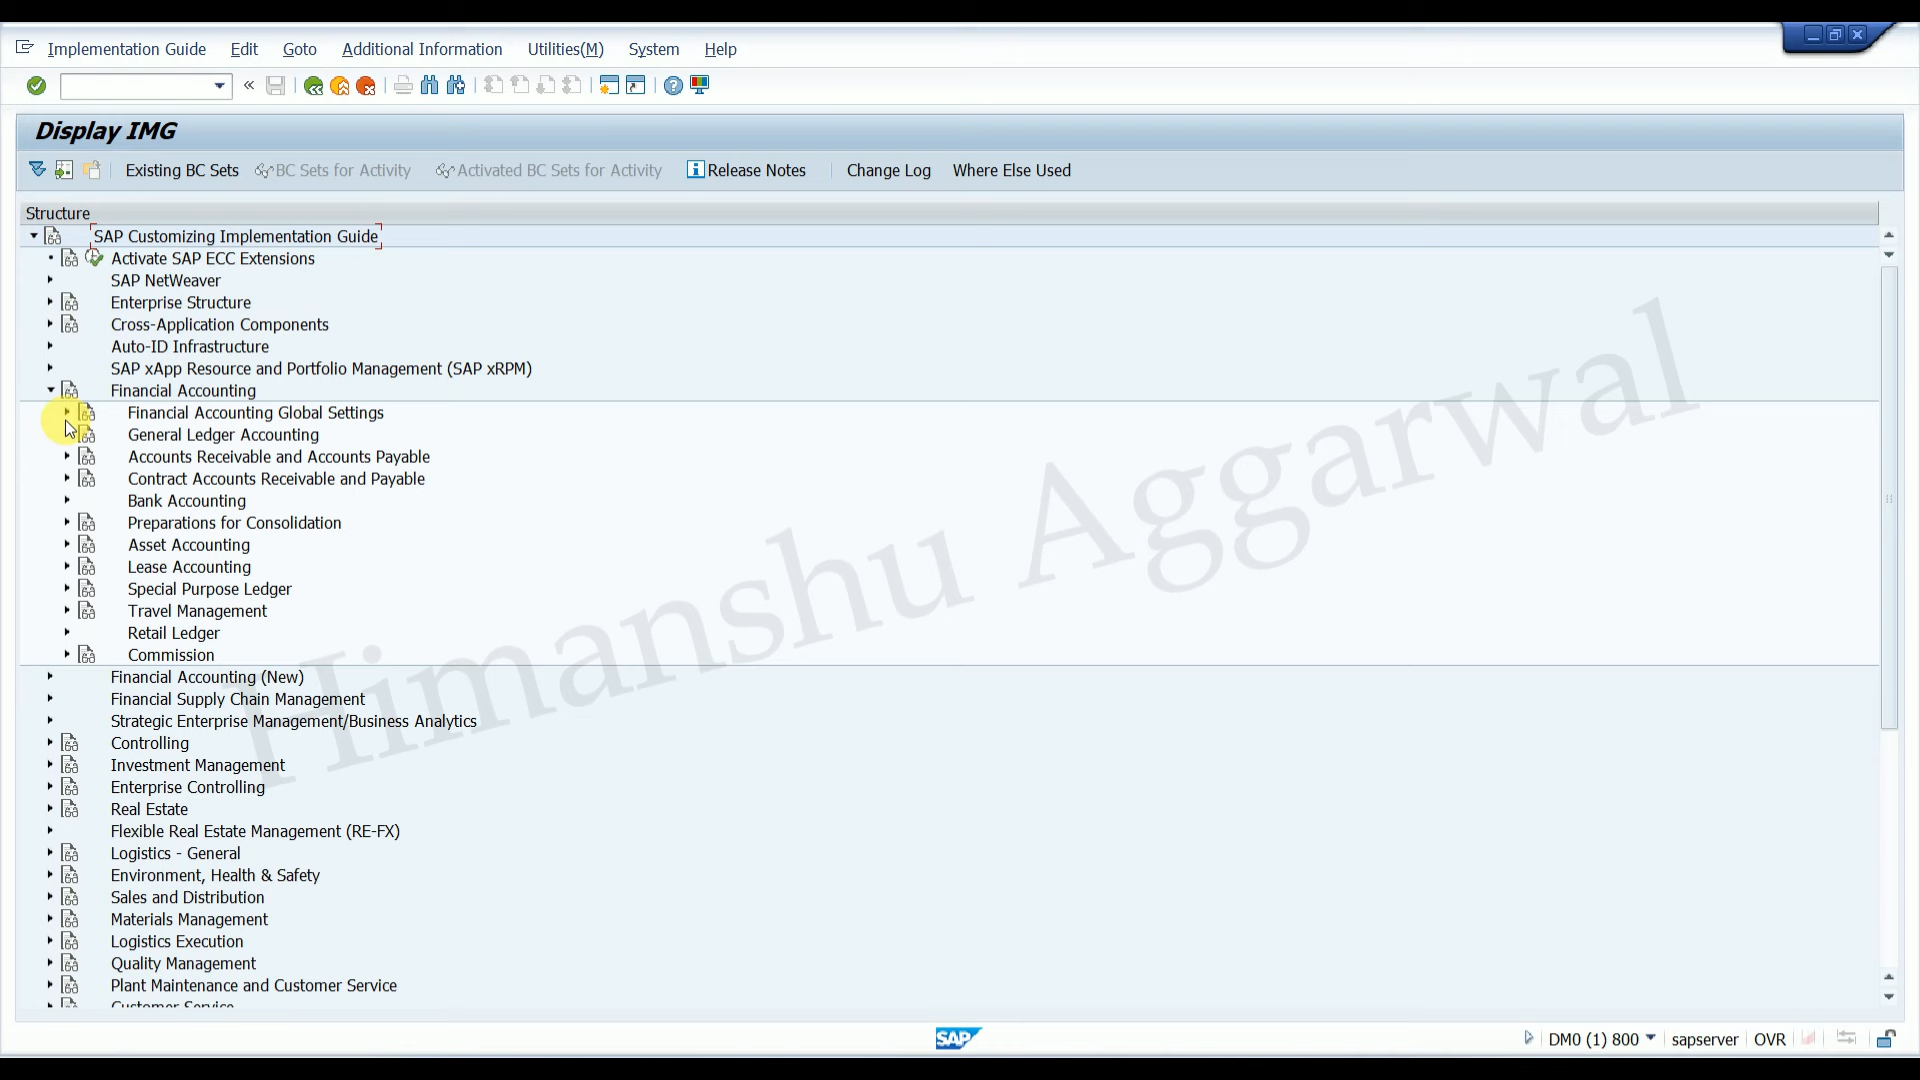 Implementation Guide Edit Goto Additional Information Utilities(M) System Help
Display IMG
Existing BC Sets BC Sets for Activity Activated BC Sets for Activity Release Notes Change Log Where Else Used
Structure
SAP Customizing Implementation Guide
Activate SAP ECC Extensions
SAP NetWeaver
Enterprise Structure
Cross-Application Components
Auto-ID Infrastructure
SAP xApp Resource and Portfolio Management (SAP xRPM)
Financial Accounting
Financial Accounting Global Settings
General Ledger Accounting
Accounts Receivable and Accounts Payable
Contract Accounts Receivable and Payable
Bank Accounting
Preparations for Consolidation
Asset Accounting
Lease Accounting
Special Purpose Ledger
Travel Management
Retail Ledger
Commission
Financial Accounting (New)
Financial Supply Chain Management
Strategic Enterprise Management/Business Analytics
Controlling
Investment Management
Enterprise Controlling
Real Estate
Flexible Real Estate Management (RE-FX)
Logistics - General
Environment, Health & Safety
Sales and Distribution
Materials Management
Logistics Execution
Quality Management
Plant Maintenance and Customer Service
Customer Service
Himanshu Aggarwal
SAP DM0 (1) 800 sapserver OVR